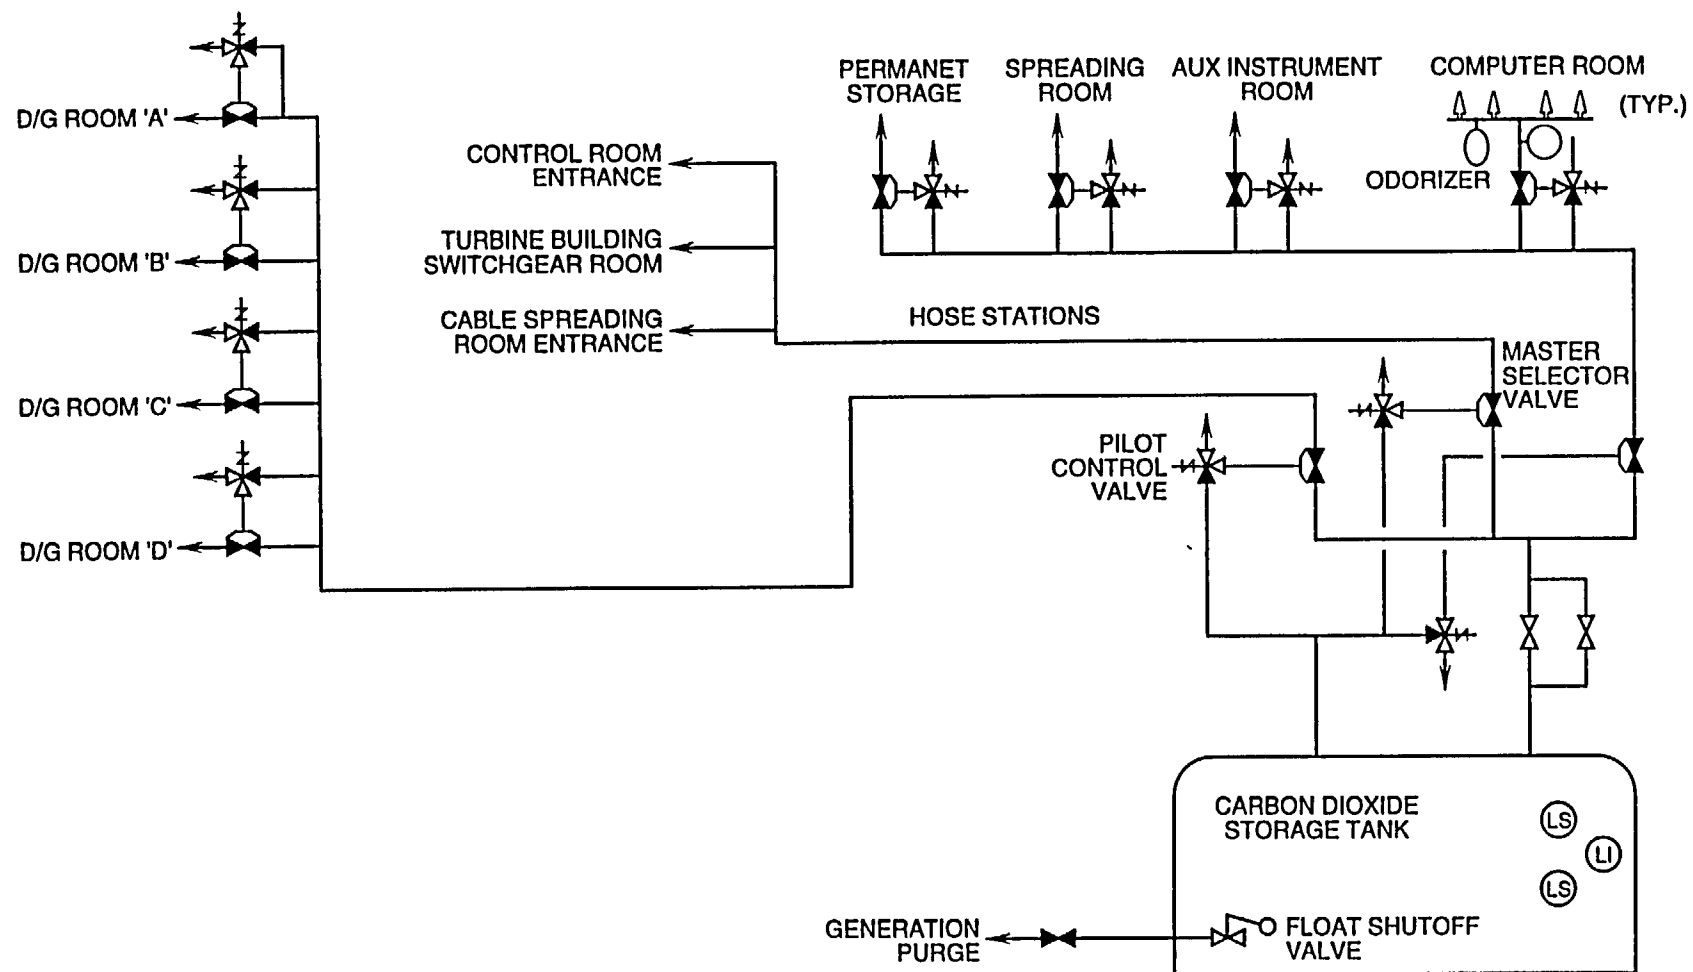 D/G ROOM 'A'
D/G ROOM 'B'
D/G ROOM 'C'
D/G ROOM 'D'
CONTROL ROOM
ENTRANCE
TURBINE BUILDING
SWITCHGEAR ROOM
CABLE SPREADING
ROOM ENTRANCE
PERMANET
STORAGE
SPREADING
ROOM
AUX INSTRUMENT
ROOM
COMPUTER ROOM
(TYP.)
ODORIZER
HOSE STATIONS
MASTER
SELECTOR
VALVE
PILOT
CONTROL
VALVE
CARBON DIOXIDE
STORAGE TANK
LS
LI
LS
GENERATION
PURGE
FLOAT SHUTOFF
VALVE